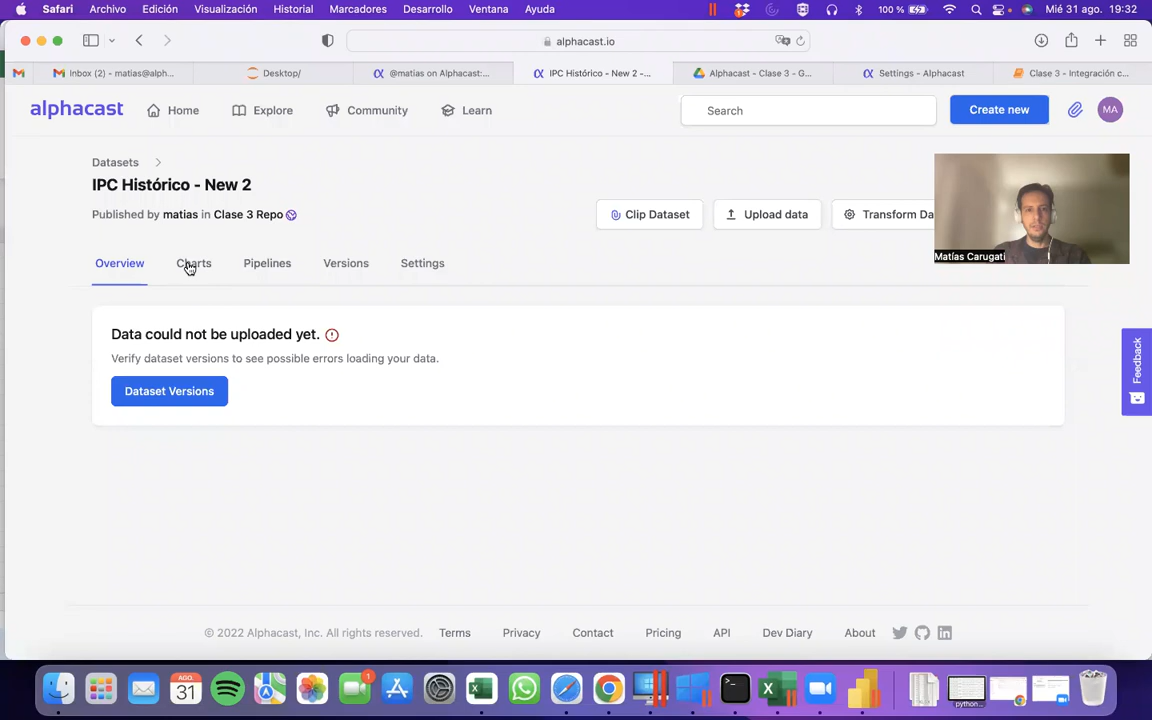 Safari Archivo Edición Visualización Historial Marcadores Desarrollo Ventana Ayuda 100 % Mié 31 ago. 19:32
alphacast.io
Inbox (2) - matias@alph... Desktop/ @matias on Alphacast:... IPC Histórico - New 2 -... Alphacast - Clase 3 - G... Settings - Alphacast Clase 3 - Integración c...
alphacast Home Explore Community Learn Search Create new MA
Datasets
IPC Histórico - New 2
Published by matias in Clase 3 Repo
Clip Dataset Upload data Transform Da
Matías Carugati
Overview Charts Pipelines Versions Settings
Data could not be uploaded yet.
Verify dataset versions to see possible errors loading your data.
Dataset Versions
Feedback
© 2022 Alphacast, Inc. All rights reserved. Terms Privacy Contact Pricing API Dev Diary About
AGO.
31
1
python...